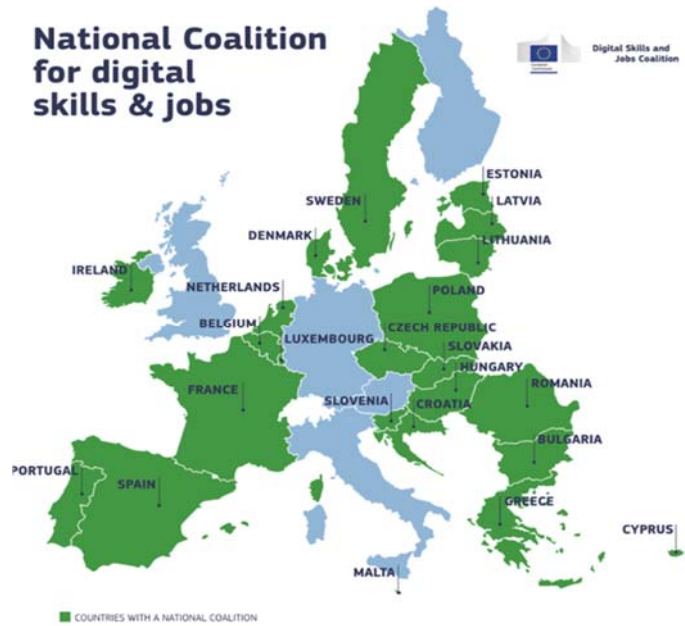 National Coalition
for digital
skills & jobs
Digital Skills and
Jobs Coalition
ESTONIA
LATVIA
SWEDEN
DENMARK
LITHUANIA
IRELAND
NETHERLANDS
POLAND
BELGIUM
CZECH REPUBLIC
LUXEMBOURG
SLOVAKIA
HUNGARY
ROMANIA
FRANCE
SLOVENIA
CROATIA
BULGARIA
PORTUGAL
SPAIN
GREECE
CYPRUS
MALTA
COUNTRIES WITH A NATIONAL COALITION